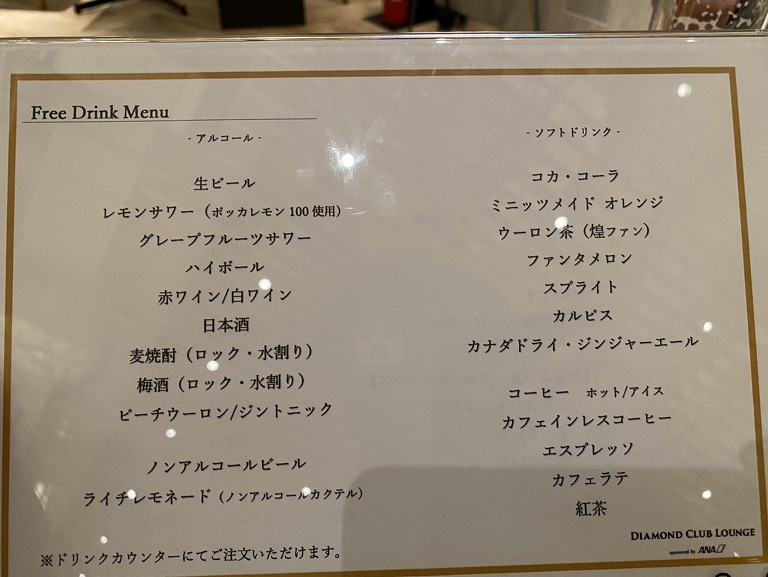 Free Drink Menu
- アルコール -
生ビール
レモンサワー（ポッカレモン100使用）
グレープフルーツサワー
ハイボール
赤ワイン/白ワイン
日本酒
麦焼酎（ロック・水割り）
梅酒（ロック・水割り）
ピーチウーロン/ジントニック
ノンアルコールビール
ライチレモネード（ノンアルコールカクテル）
※ドリンクカウンターにてご注文いただけます。
- ソフトドリンク -
コカ・コーラ
ミニッツメイド オレンジ
ウーロン茶（煌ファン）
ファンタメロン
スプライト
カルピス
カナダドライ・ジンジャーエール
コーヒー ホット/アイス
カフェインレスコーヒー
エスプレッソ
カフェラテ
紅茶
DIAMOND CLUB LOUNGE
sponsored by ANA